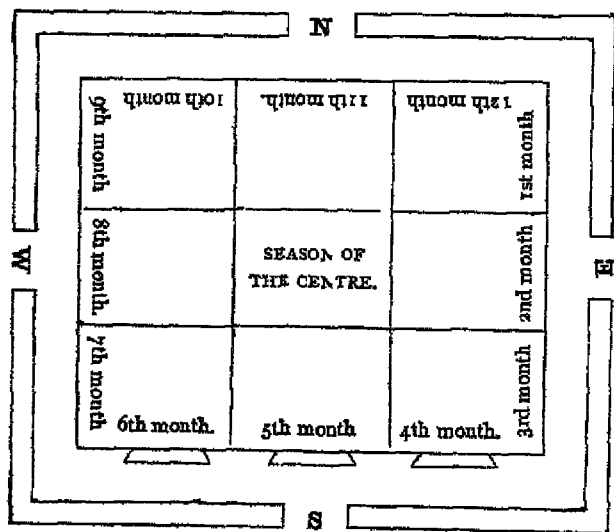 N
10th month
11th month.
12th month
9th month
1st month
SEASON OF
THE CENTRE.
8th month.
2nd month
W
E
7th month
3rd month
6th month.
5th month
4th month.
S